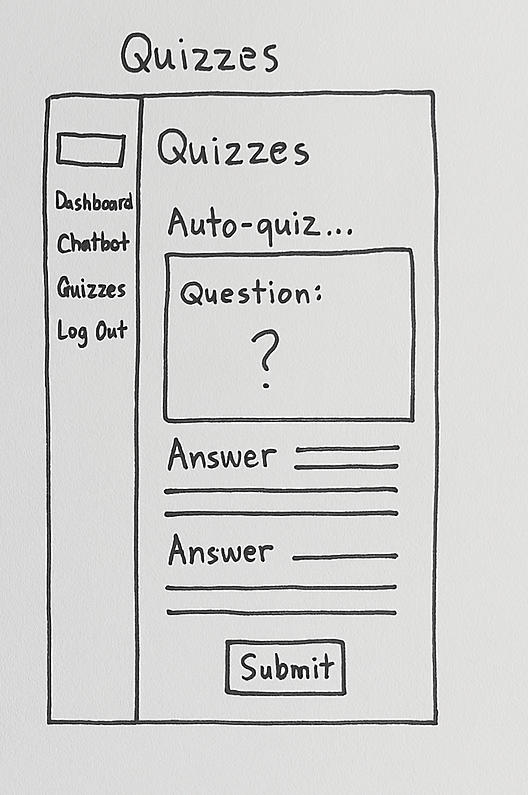 Quizzes
Dashboard
Chatbot
Quizzes
Log Out
Quizzes
Auto-quiz...
Question:
?
Answer
Answer
Submit